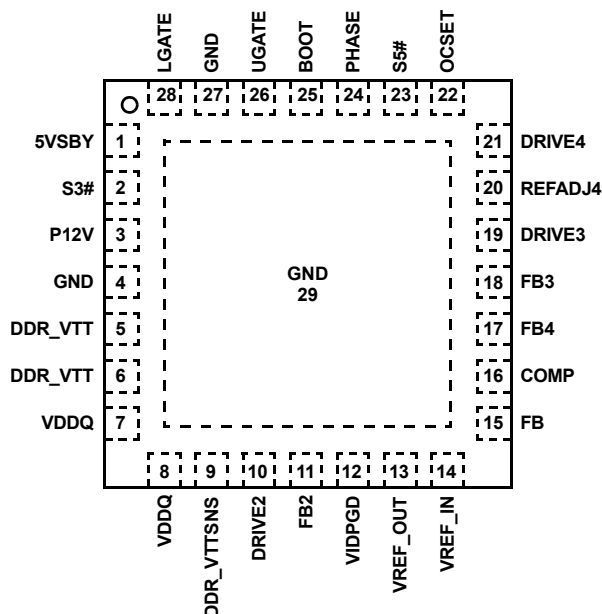 LGATE
GND
UGATE
BOOT
PHASE
S5#
OCSET
28
27
26
25
24
23
22
5VSBY 1
S3# 2
P12V 3
GND 4
DDR_VTT 5
DDR_VTT 6
VDDQ 7
21 DRIVE4
20 REFADJ4
19 DRIVE3
18 FB3
17 FB4
16 COMP
15 FB
GND
29
8
9
10
11
12
13
14
VDDQ
DDR_VTTSNS
DRIVE2
FB2
VIDPGD
VREF_OUT
VREF_IN